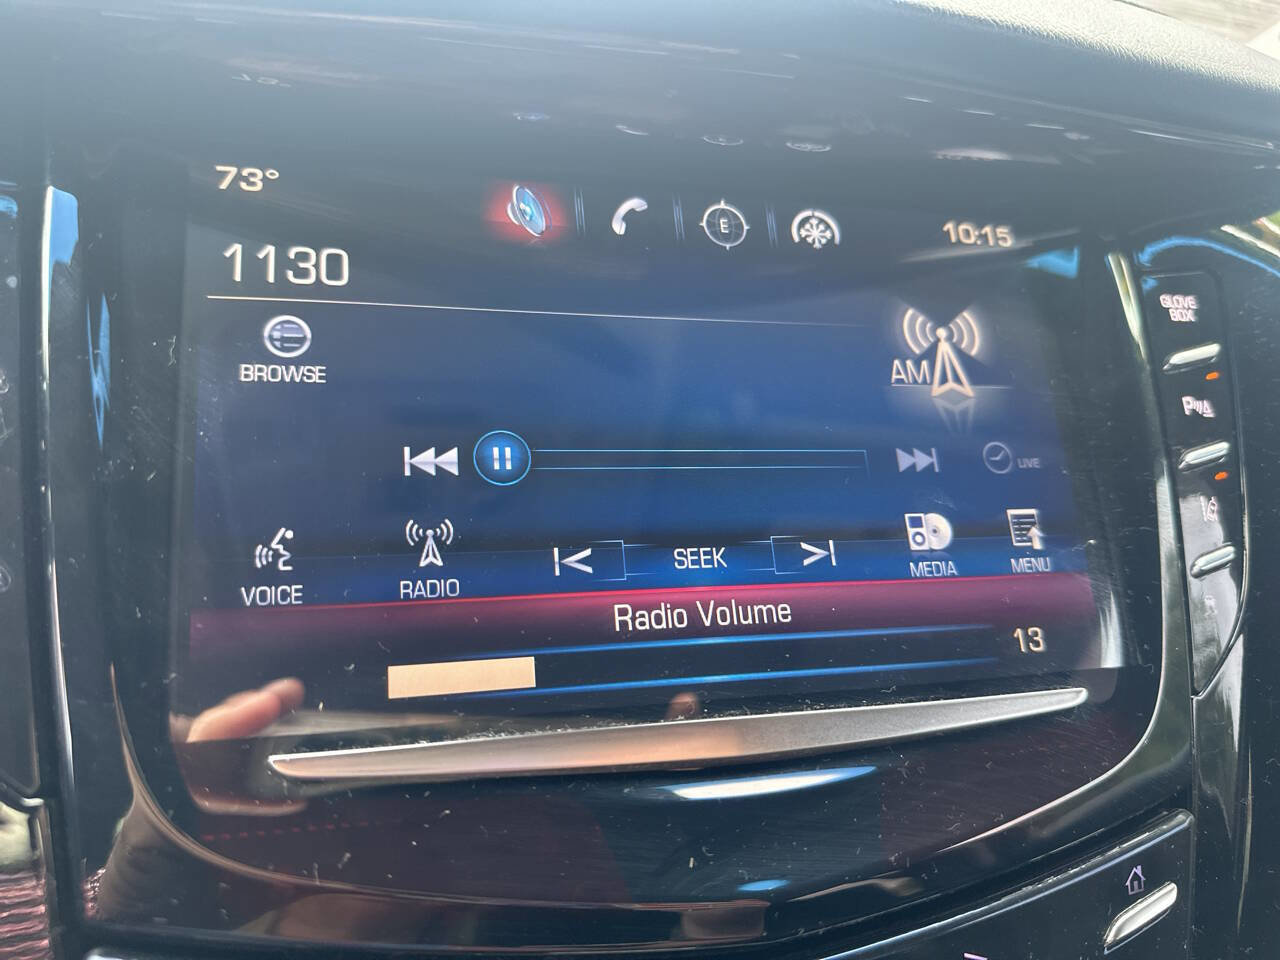 73°
E
10:15
1130
GLOVE
BOX
BROWSE
AM
P
LIVE
VOICE
RADIO
SEEK
MEDIA
MENU
Radio Volume
13